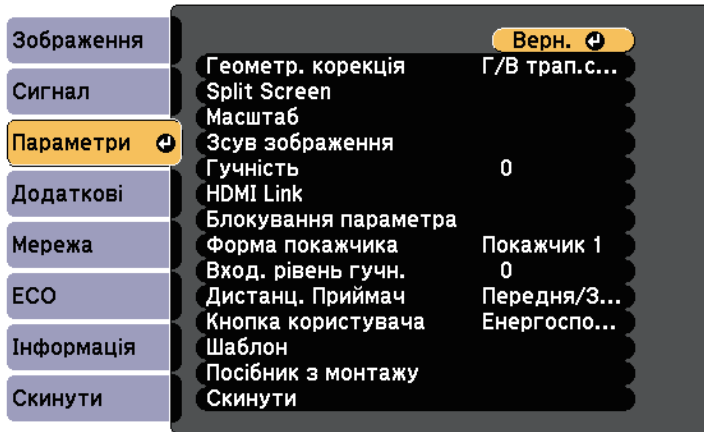 Зображення
Сигнал
Параметри
Додаткові
Мережа
ECO
Інформація
Скинути
Верн.
Геометр. корекція Г/В трап.с...
Split Screen
Масштаб
Зсув зображення
Гучність 0
HDMI Link
Блокування параметра
Форма покажчика Покажчик 1
Вход. рівень гучн. 0
Дистанц. Приймач Передня/З...
Кнопка користувача Енергоспо...
Шаблон
Посібник з монтажу
Скинути